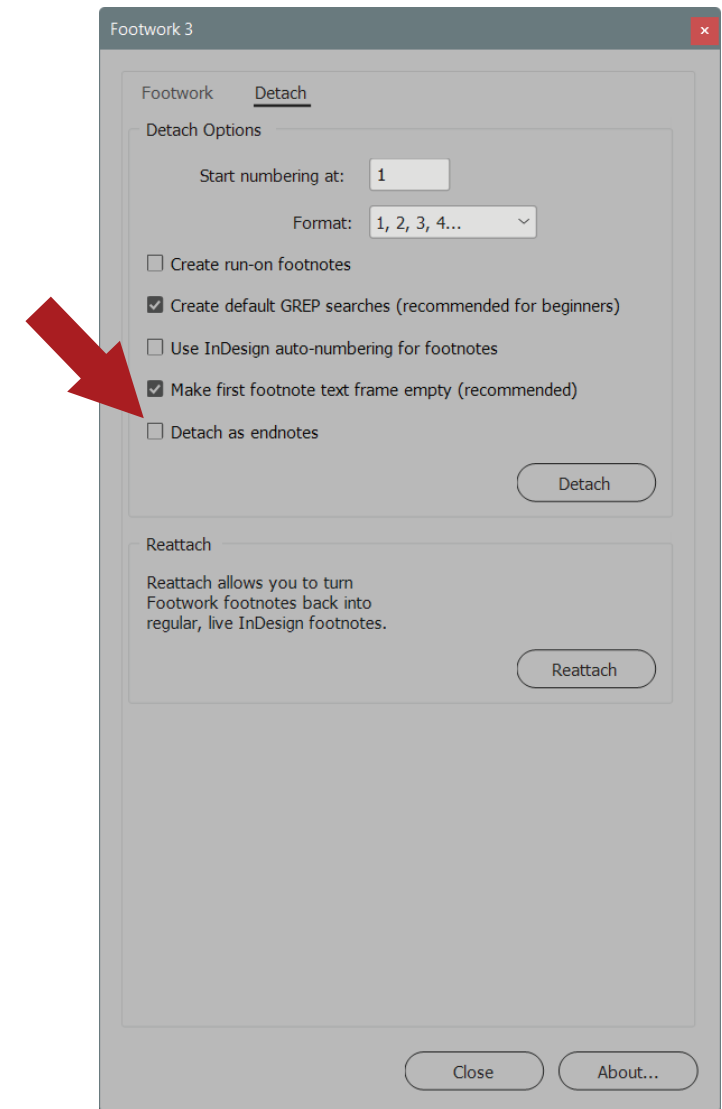 Footwork 3
×
Footwork Detach
Detach Options
Start numbering at: 1
Format: 1, 2, 3, 4...
Create run-on footnotes
Create default GREP searches (recommended for beginners)
Use InDesign auto-numbering for footnotes
Make first footnote text frame empty (recommended)
Detach as endnotes
Detach
Reattach
Reattach allows you to turn
Footwork footnotes back into
regular, live InDesign footnotes.
Reattach
Close About...